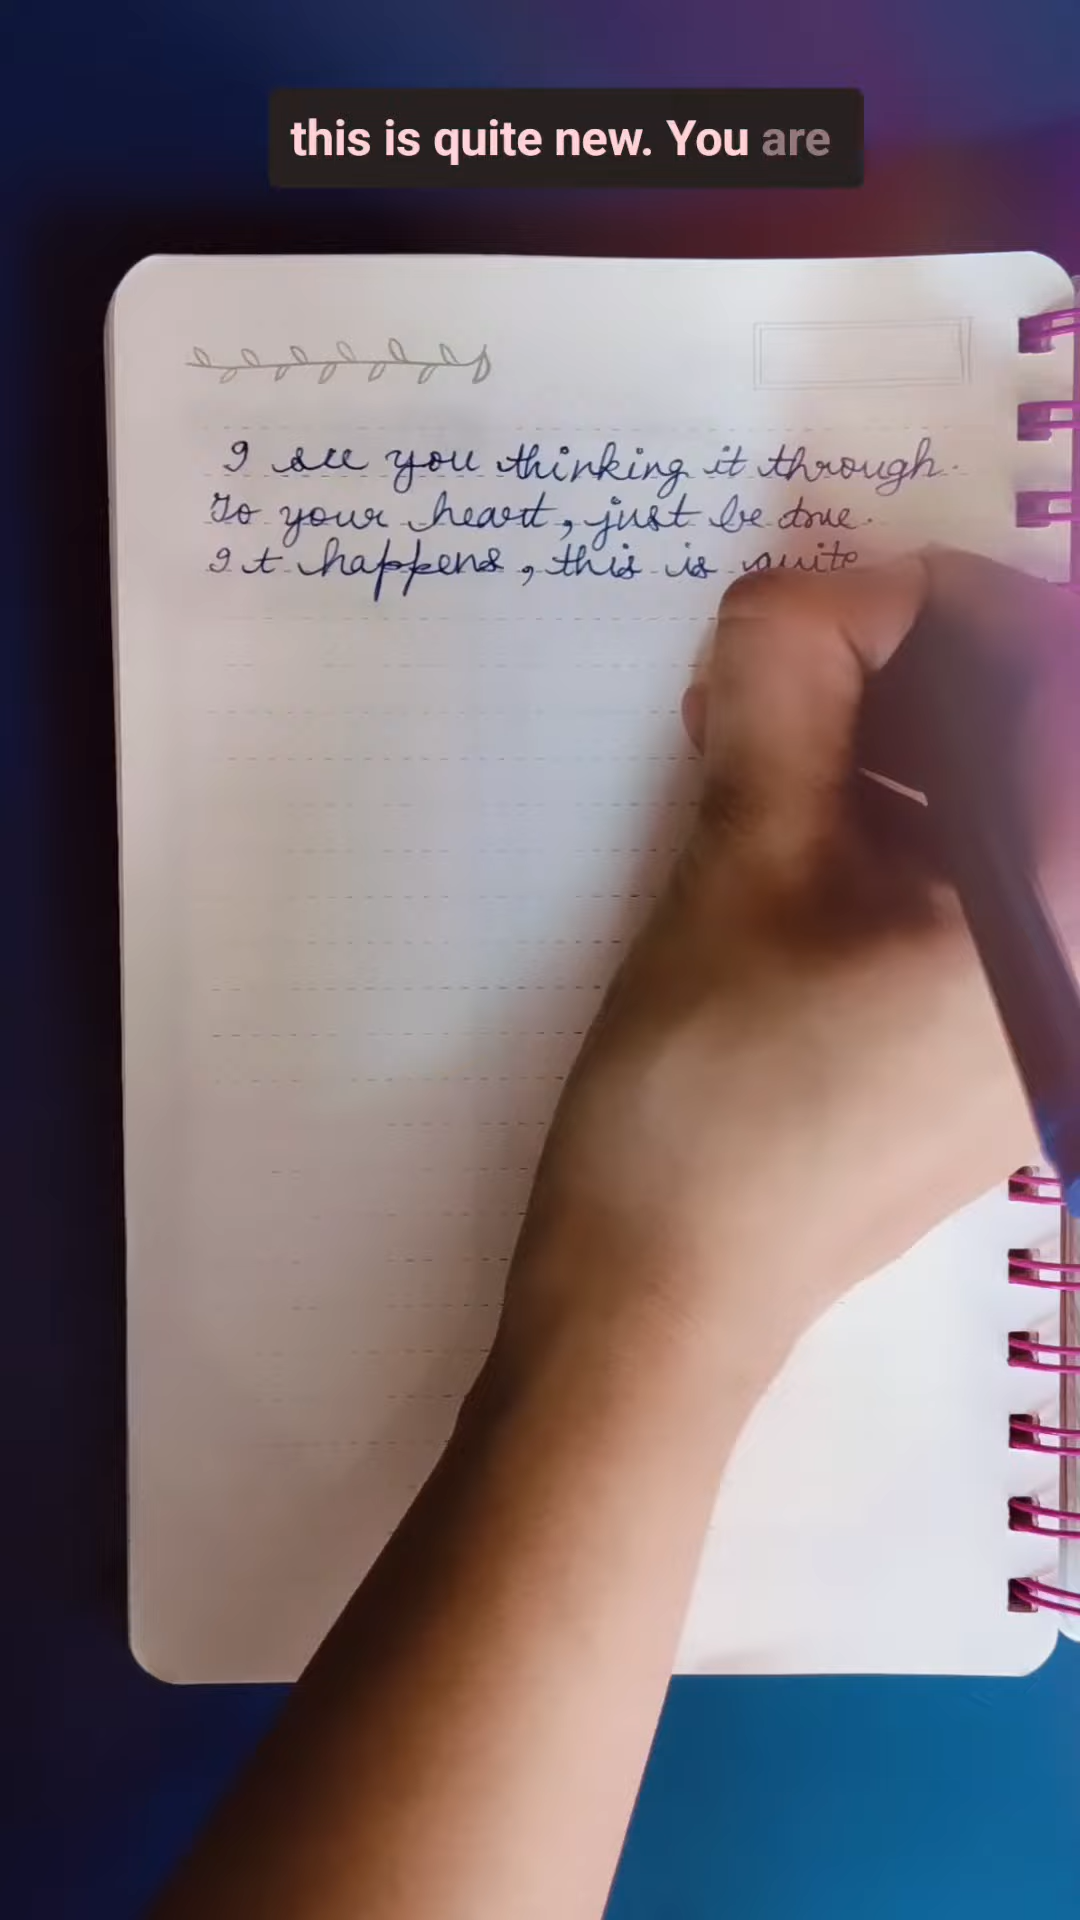 this is quite new. You are
I see you thinking it through.
To your heart, just be true.
It happens, this is quite